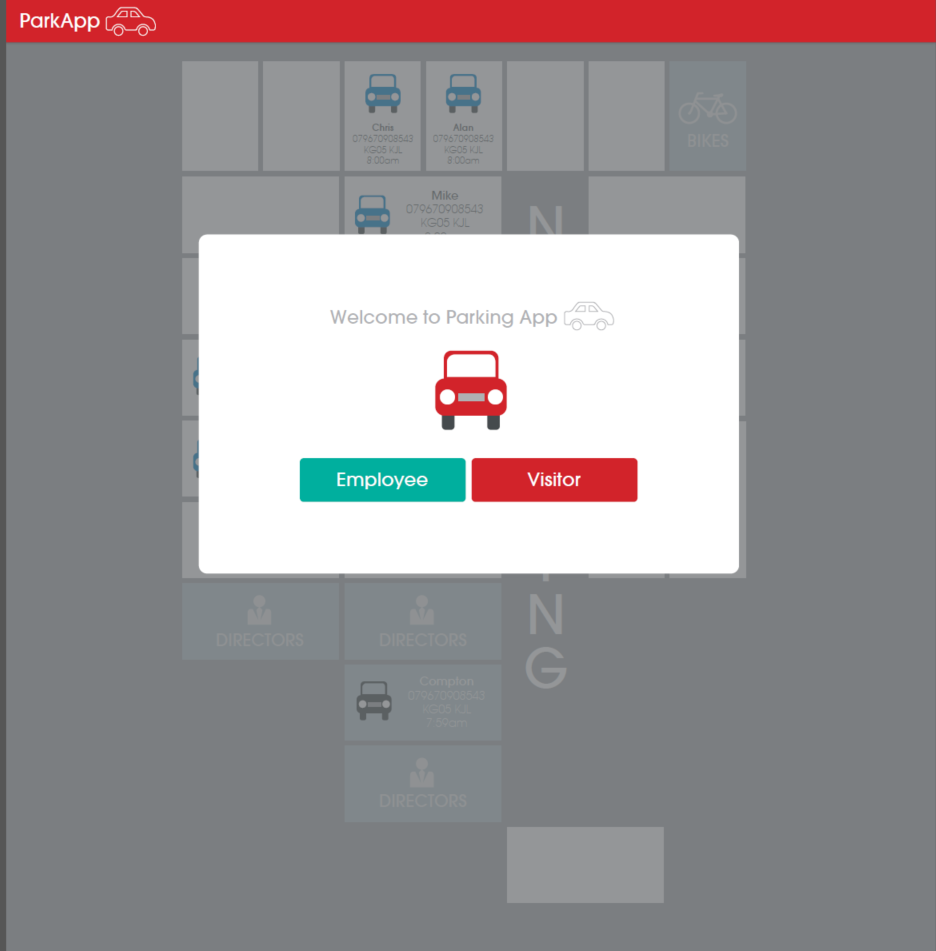 ParkApp
Chris
079670908543
KG05 KJL
8:00am
Alan
079670908543
KG05 KJL
8:00am
BIKES
Mike
079670908543
KG05 KJL
N
Welcome to Parking App
Employee
Visitor
N
G
DIRECTORS
DIRECTORS
Compton
079670908543
KG05 KJL
7:59am
DIRECTORS